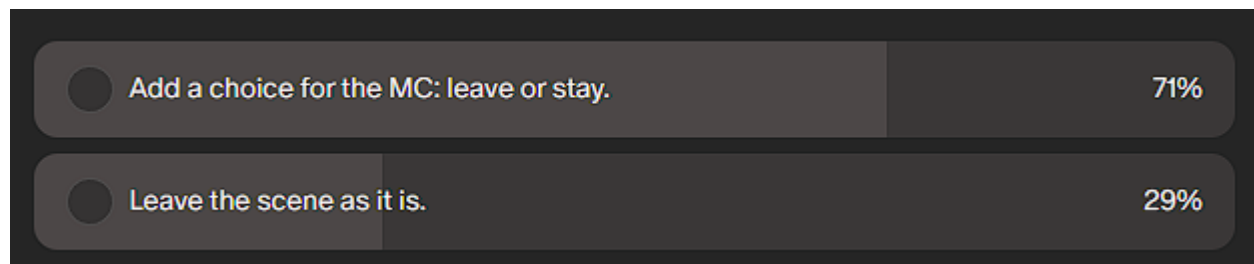 Add a choice for the MC: leave or stay. 71%
Leave the scene as it is. 29%